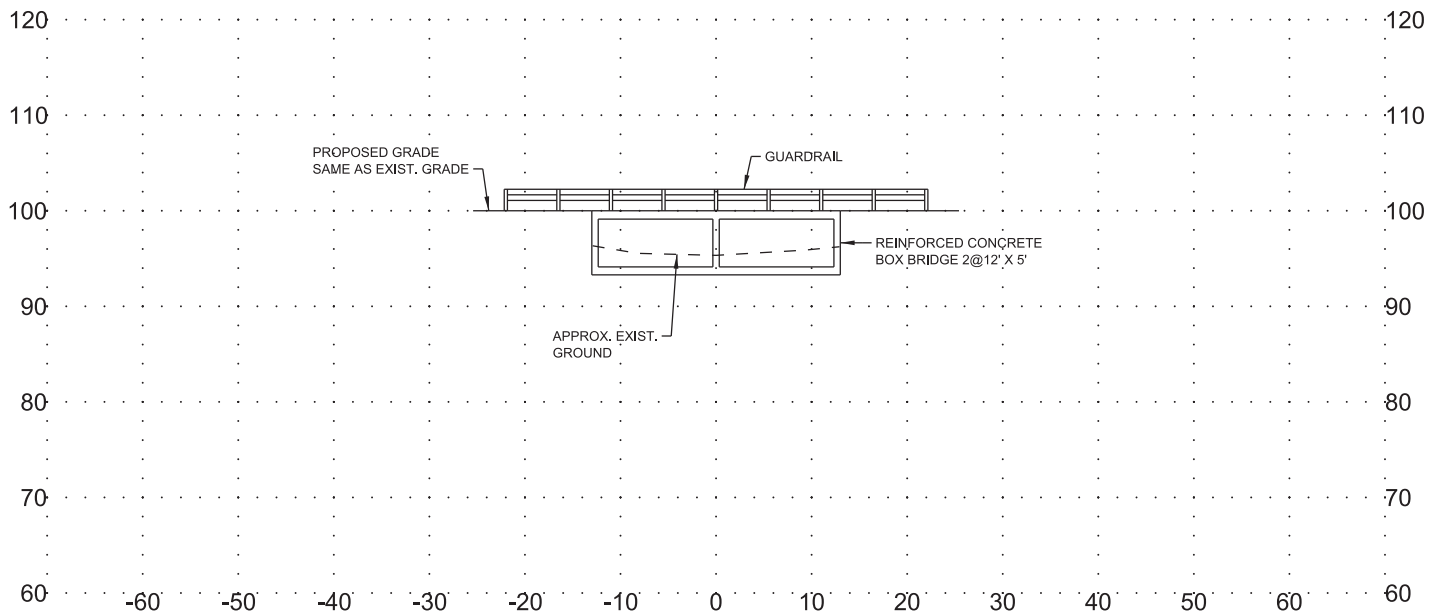 120 120
110 110
PROPOSED GRADE
SAME AS EXIST. GRADE
GUARDRAIL
100 100
REINFORCED CONCRETE
BOX BRIDGE 2@12' X 5'
90 90
APPROX. EXIST.
GROUND
80 80
70 70
60 60
-60 -50 -40 -30 -20 -10 0 10 20 30 40 50 60